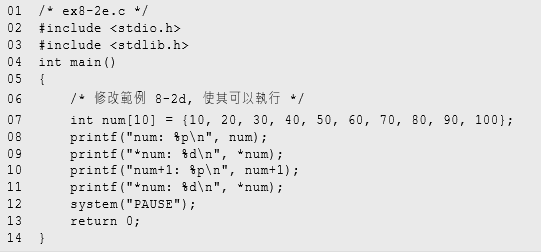 01 /* ex8-2e.c */
02 #include <stdio.h>
03 #include <stdlib.h>
04 int main()
05 {
06     /* 修改範例 8-2d, 使其可以執行 */
07     int num[10] = {10, 20, 30, 40, 50, 60, 70, 80, 90, 100};
08     printf("num: %p\n", num);
09     printf("*num: %d\n", *num);
10     printf("num+1: %p\n", num+1);
11     printf("*num: %d\n", *num);
12     system("PAUSE");
13     return 0;
14 }